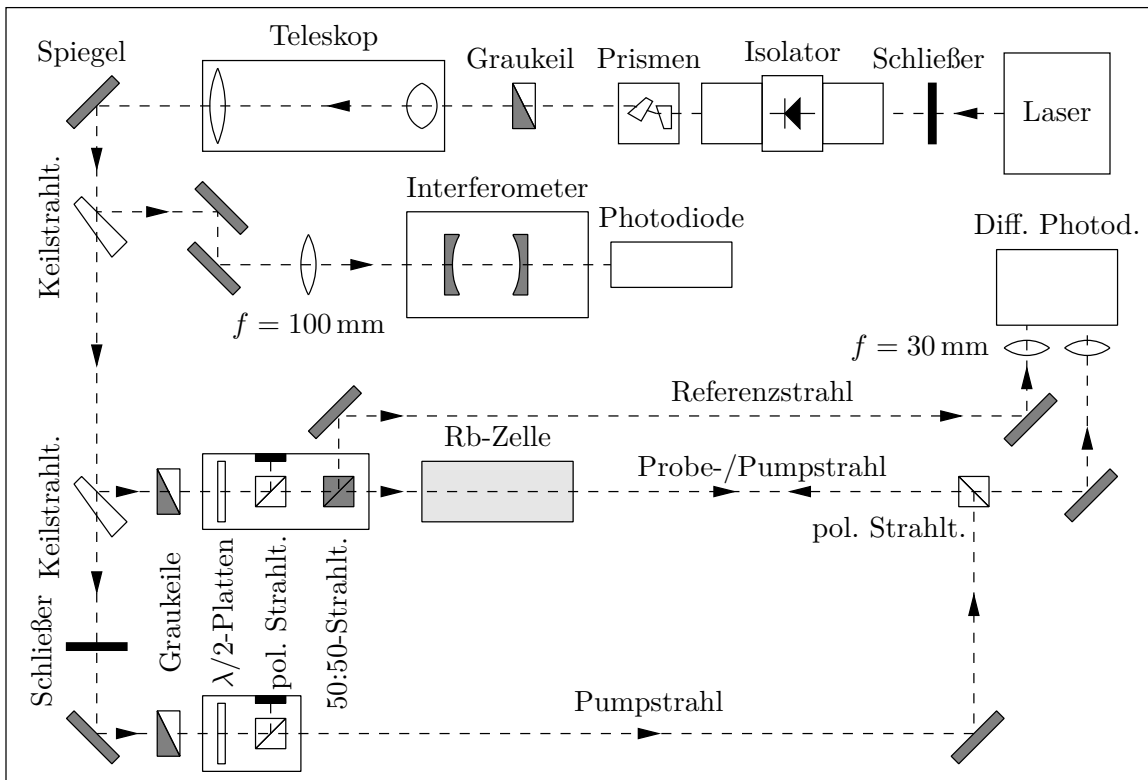 Spiegel
Teleskop
Graukeil
Prismen
Isolator
Schließer
Laser
Keilstrahlt.
Interferometer
Photodiode
Diff. Photod.
f = 100 mm
f = 30 mm
Referenzstrahl
Rb-Zelle
Probe-/Pumpstrahl
Keilstrahlt.
pol. Strahlt.
Schließer
Graukeile
λ/2-Platten
pol. Strahlt.
50:50-Strahlt.
Pumpstrahl